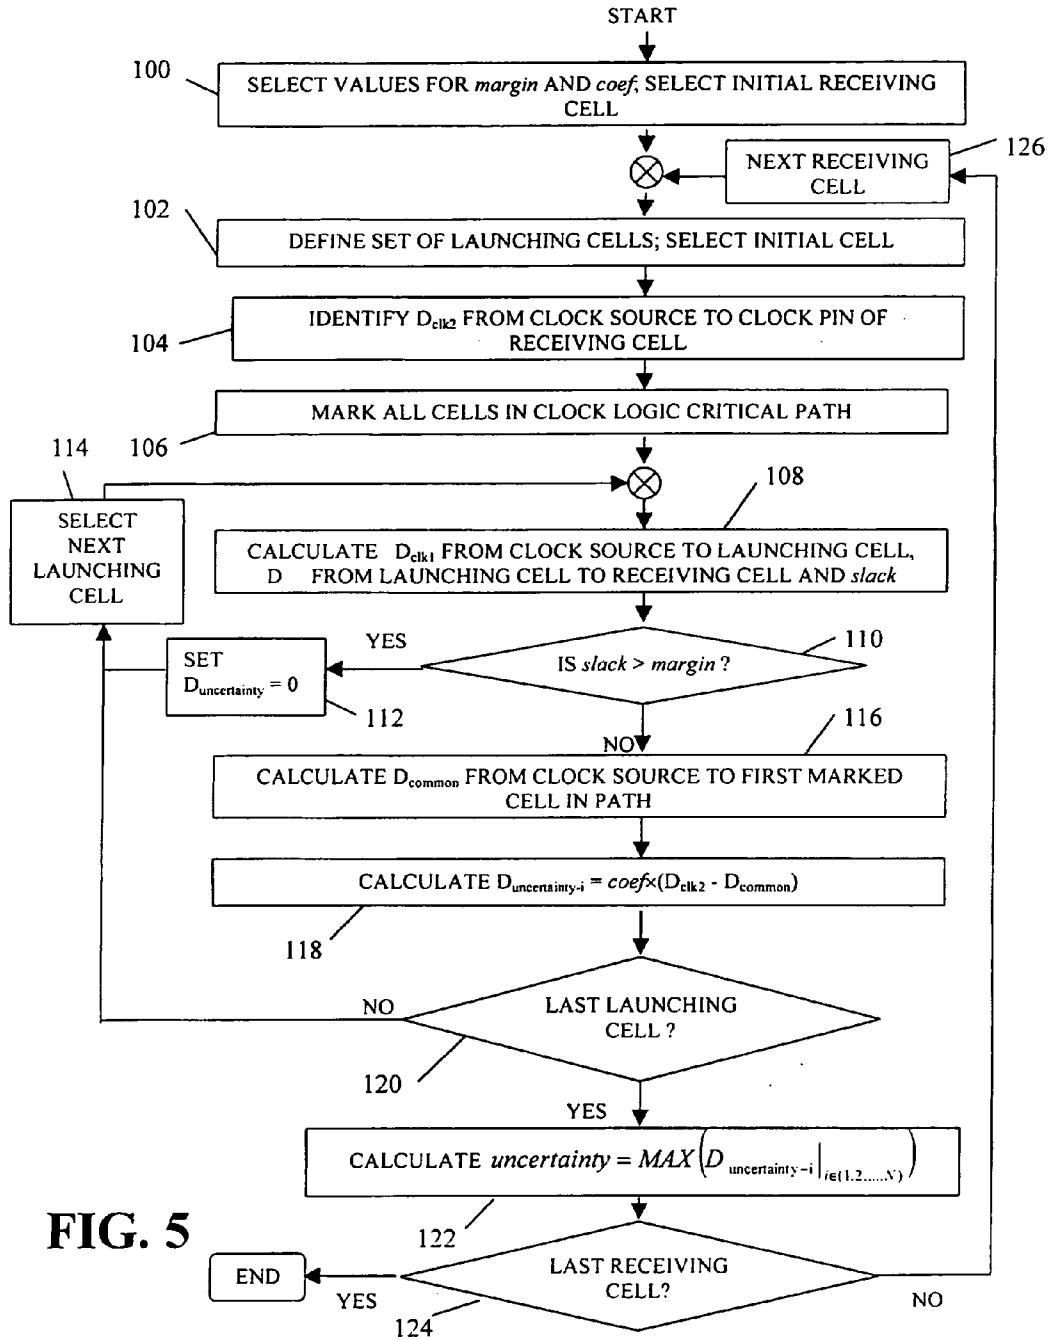 START
100
SELECT VALUES FOR margin AND coef; SELECT INITIAL RECEIVING
CELL
126
NEXT RECEIVING
CELL
102
DEFINE SET OF LAUNCHING CELLS; SELECT INITIAL CELL
104
IDENTIFY Dclk2 FROM CLOCK SOURCE TO CLOCK PIN OF
RECEIVING CELL
106
MARK ALL CELLS IN CLOCK LOGIC CRITICAL PATH
114
SELECT
NEXT
LAUNCHING
CELL
108
CALCULATE Dclk1 FROM CLOCK SOURCE TO LAUNCHING CELL,
D FROM LAUNCHING CELL TO RECEIVING CELL AND slack
110
IS slack > margin ?
YES
SET
Duncertainty = 0
112
NO
116
CALCULATE Dcommon FROM CLOCK SOURCE TO FIRST MARKED
CELL IN PATH
CALCULATE Duncertainty-i = coef×(Dclk2 - Dcommon)
118
LAST LAUNCHING
CELL ?
NO
120
YES
CALCULATE uncertainty = MAX(D uncertainty-i |i∈(1,2,...,N))
122
FIG. 5
LAST RECEIVING
CELL?
END
YES
NO
124